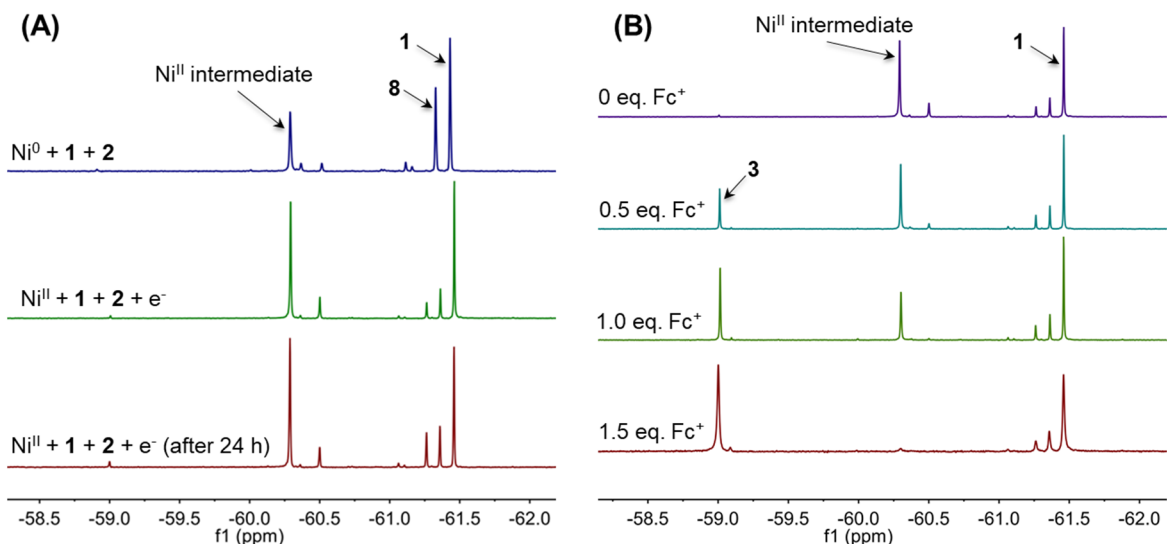 (A)
Ni^II intermediate
1
8
Ni^0 + 1 + 2
Ni^II + 1 + 2 + e^-
Ni^II + 1 + 2 + e^- (after 24 h)
-58.5 -59.0 -59.5 -60.0 -60.5 -61.0 -61.5 -62.0
f1 (ppm)
(B)
Ni^II intermediate
1
0 eq. Fc^+
3
0.5 eq. Fc^+
1.0 eq. Fc^+
1.5 eq. Fc^+
-58.5 -59.0 -59.5 -60.0 -60.5 -61.0 -61.5 -62.0
f1 (ppm)